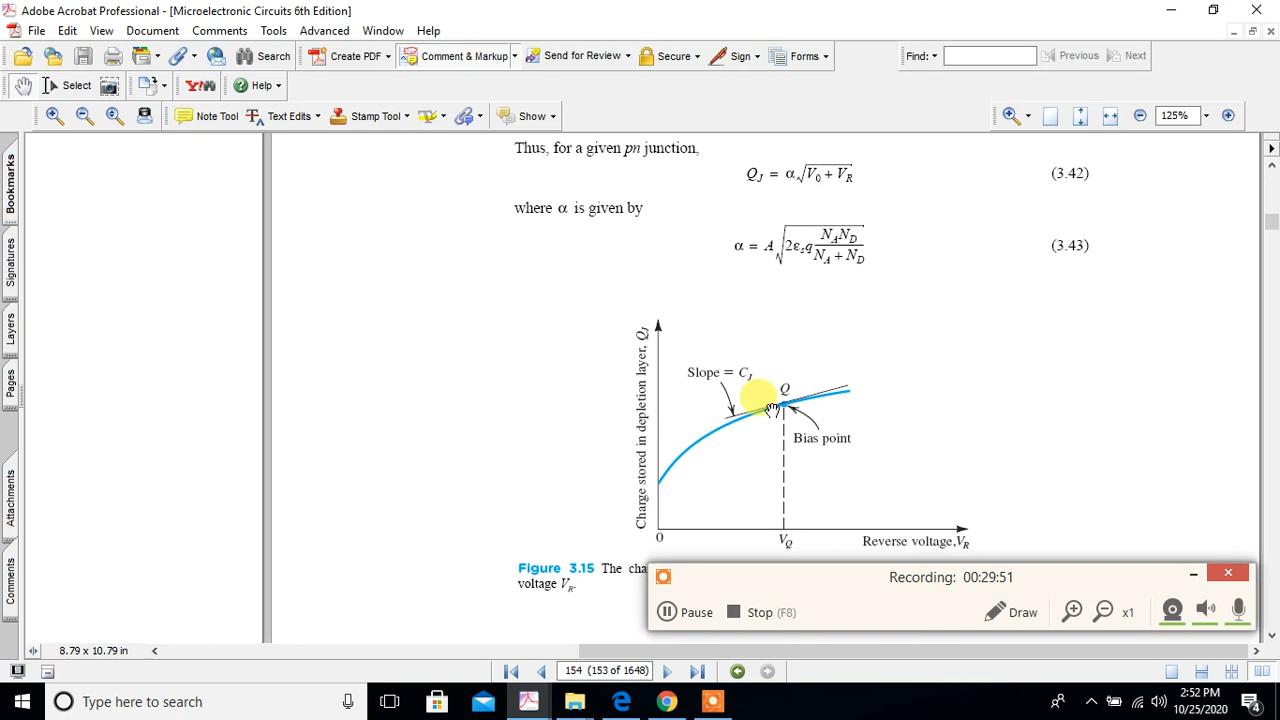 Adobe Acrobat Professional - [Microelectronic Circuits 6th Edition]
File Edit View Document Comments Tools Advanced Window Help
Search Create PDF Comment & Markup Send for Review Secure Sign Forms Find: Previous Next
Select Y!! Help
Note Tool Text Edits Stamp Tool Show 125%
Bookmarks
Signatures
Layers
Pages
Attachments
Comments
Thus, for a given pn junction,
Q_J = α√(V_0 + V_R) (3.42)
where α is given by
α = A√(2ε_s q (N_A N_D)/(N_A + N_D)) (3.43)
Charge stored in depletion layer, Q_J
Slope = C_J
Q
Bias point
0 V_Q Reverse voltage, V_R
Figure 3.15 The cha
voltage V_R.
Recording: 00:29:51
Pause Stop (F8) Draw x1
8.79 x 10.79 in 154 (153 of 1648)
Type here to search
2:52 PM
10/25/2020
4